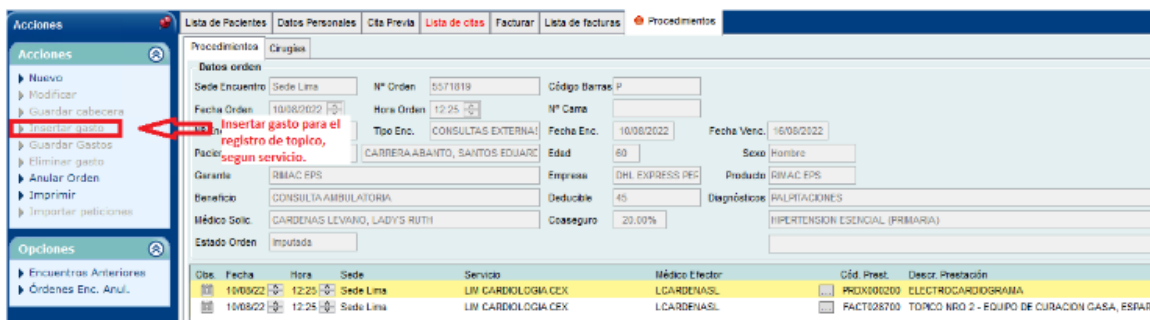 Acciones
Lista de Pacientes Datos Personales Cita Previa Lista de citas Facturar Lista de facturas Procedimientos
Acciones
Procedimientos Cirugías
Datos orden
Nuevo
Sede Encuentro Sede Lima Nº Orden 5571819 Código Barras P
Modificar
Guardar cabecera
Fecha Orden 10/08/2022 Hora Orden 12:25 Nº Cama
Insertar gasto
Insertar gasto para el
registro de topico,
segun servicio.
Tipo Enc. CONSULTAS EXTERNAS Fecha Enc. 10/08/2022 Fecha Venc. 16/08/2022
Guardar Gastos
Eliminar gasto
CARRERA ABANTO, SANTOS EDUARD Edad 60 Sexo Hombre
Anular Orden
Garante RIMAC EPS Empresa DHL EXPRESS PER Producto RIMAC EPS
Imprimir
Beneficio CONSULTA AMBULATORIA Deducible 45 Diagnósticos PALPITACIONES
Importar peticiones
Médico Solic. CARDENAS LEVANO, LADYS RUTH Coaseguro 20.00% HIPERTENSION ESENCIAL (PRIMARIA)
Estado Orden Imputada
Opciones
Encuentros Anteriores
Órdenes Enc. Anul.
Obs. Fecha Hora Sede Servicio Médico Efector Cód. Prest. Descr. Prestación
10/08/22 12:25 Sede Lima LIM CARDIOLOGIA CEX LCARDENASL ... PRDX000200 ELECTROCARDIOGRAMA
10/08/22 12:25 Sede Lima LIM CARDIOLOGIA CEX LCARDENASL ... FACT028700 TOPICO NRO 2 - EQUIPO DE CURACION GASA, ESPAR